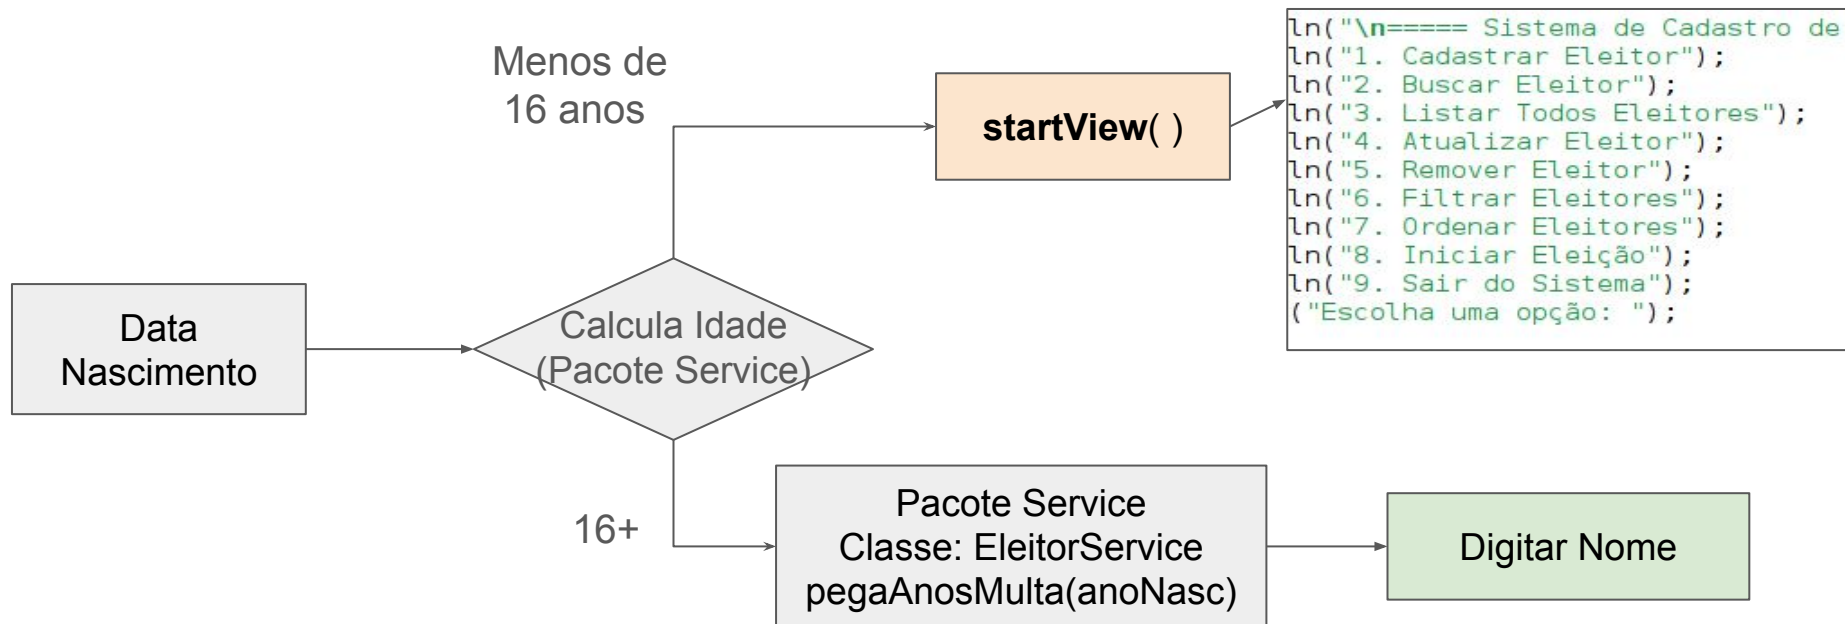 Menos de
16 anos
startView( )
ln("\n===== Sistema de Cadastro de
ln("1. Cadastrar Eleitor");
ln("2. Buscar Eleitor");
ln("3. Listar Todos Eleitores");
ln("4. Atualizar Eleitor");
ln("5. Remover Eleitor");
ln("6. Filtrar Eleitores");
ln("7. Ordenar Eleitores");
ln("8. Iniciar Eleição");
ln("9. Sair do Sistema");
("Escolha uma opção: ");
Data
Nascimento
Calcula Idade
(Pacote Service)
16+
Pacote Service
Classe: EleitorService
pegaAnosMulta(anoNasc)
Digitar Nome